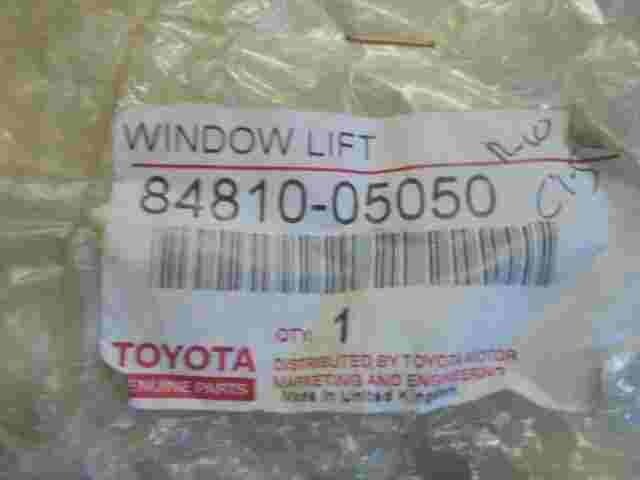 WINDOW LIFT
84810-05050
QTY: 1
TOYOTA
GENUINE PARTS
DISTRIBUTED BY TOYOTA MOTOR
MARKETING AND ENGINEERING
Made in United Kingdom